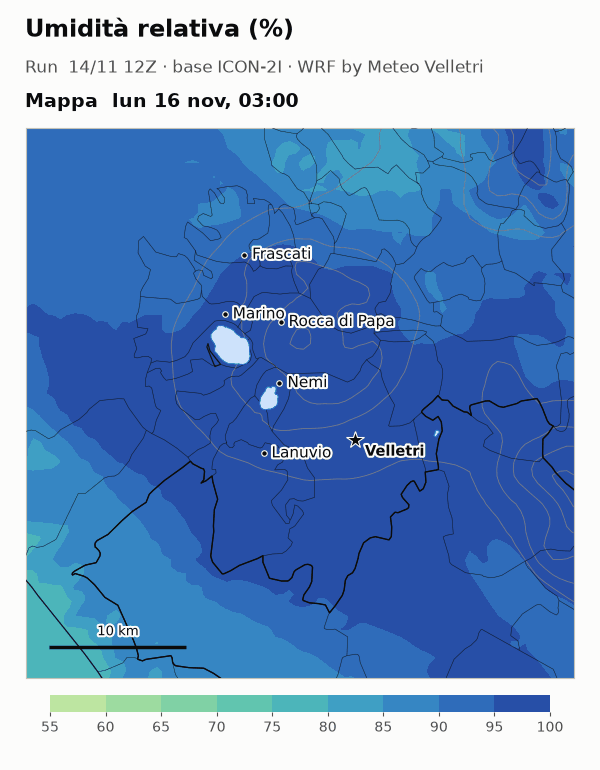 Umidità relativa (%)
Run 14/11 12Z · base ICON-2I · WRF by Meteo Velletri
Mappa lun 16 nov, 03:00
Frascati
Marino
Rocca di Papa
Nemi
Lanuvio
Velletri
10 km
55 60 65 70 75 80 85 90 95 100